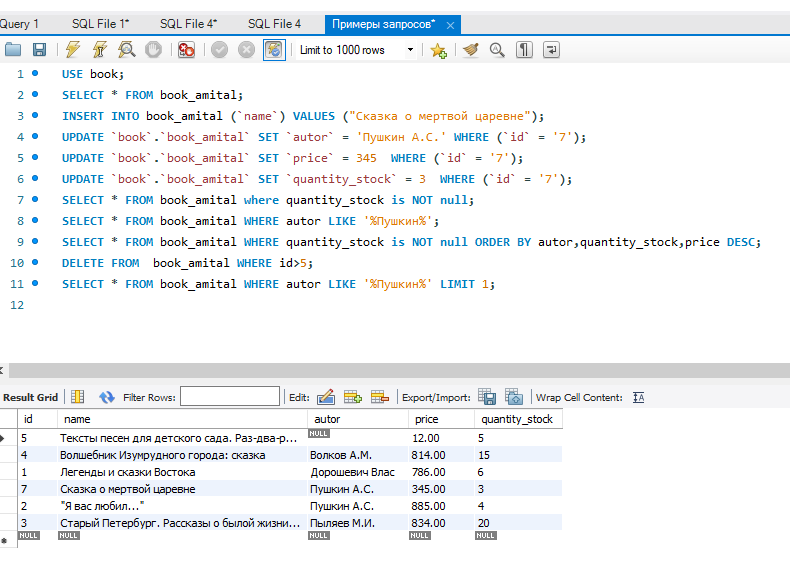 Query 1 SQL File 1* SQL File 4* SQL File 4 Примеры запросов* ×
Limit to 1000 rows
1 USE book;
2 SELECT * FROM book_amital;
3 INSERT INTO book_amital (`name`) VALUES ("Сказка о мертвой царевне");
4 UPDATE `book`.`book_amital` SET `autor` = 'Пушкин А.С.' WHERE (`id` = '7');
5 UPDATE `book`.`book_amital` SET `price` = 345  WHERE (`id` = '7');
6 UPDATE `book`.`book_amital` SET `quantity_stock` = 3  WHERE (`id` = '7');
7 SELECT * FROM book_amital where quantity_stock is NOT null;
8 SELECT * FROM book_amital WHERE autor LIKE '%Пушкин%';
9 SELECT * FROM book_amital WHERE quantity_stock is NOT null ORDER BY autor,quantity_stock,price DESC;
10 DELETE FROM  book_amital WHERE id>5;
11 SELECT * FROM book_amital WHERE autor LIKE '%Пушкин%' LIMIT 1;
12
Result Grid Filter Rows: Edit: Export/Import: Wrap Cell Content: IA
id name autor price quantity_stock
5 Тексты песен для детского сада. Раз-два-р... NULL 12.00 5
4 Волшебник Изумрудного города: сказка Волков А.М. 814.00 15
1 Легенды и сказки Востока Дорошевич Влас 786.00 6
7 Сказка о мертвой царевне Пушкин А.С. 345.00 3
2 "Я вас любил..." Пушкин А.С. 885.00 4
3 Старый Петербург. Рассказы о былой жизни... Пыляев М.И. 834.00 20
NULL NULL NULL NULL NULL